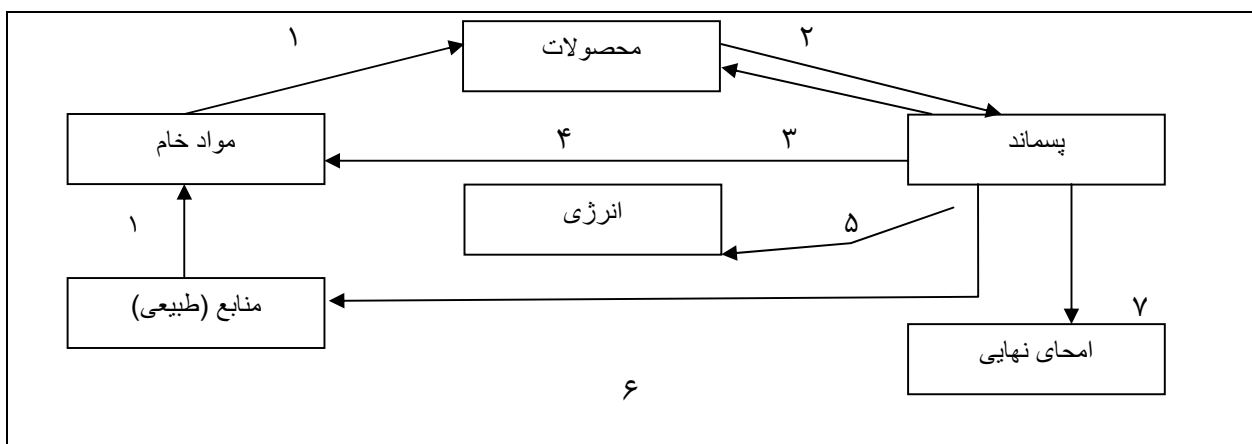 ۱
محصولات
۲
مواد خام
۴
۳
پسماند
انرژی
۵
۱
منابع (طبیعی)
۷
امحای نهایی
۶